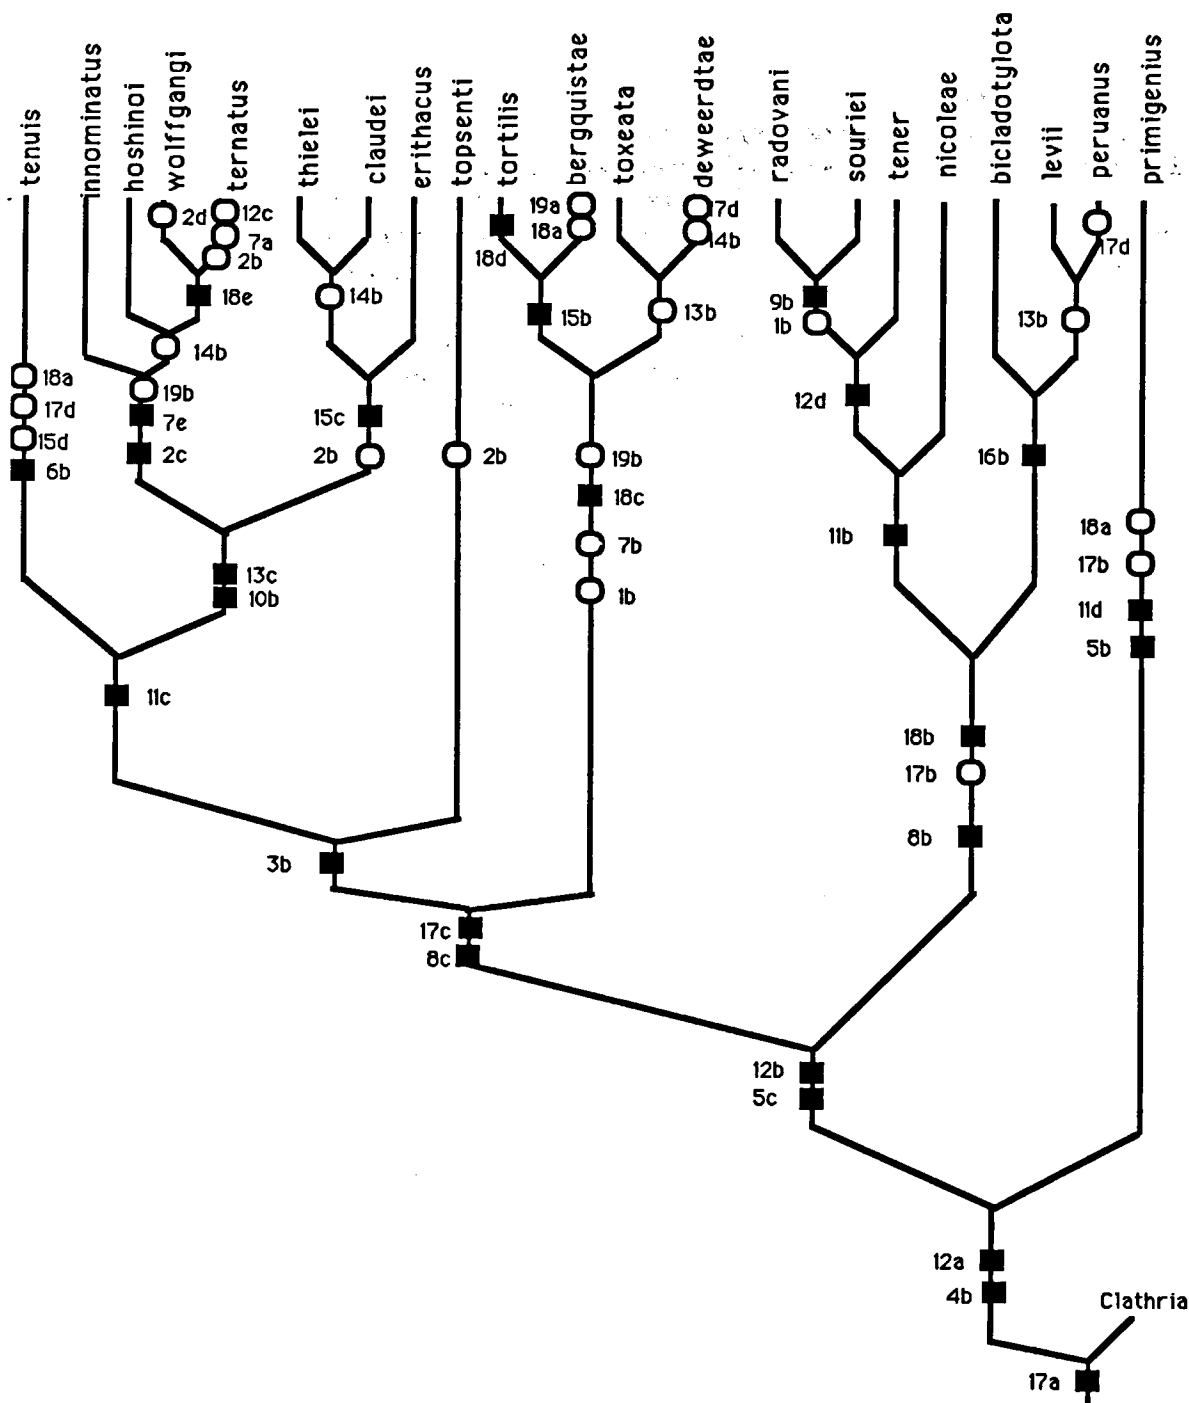 tenuis
innominatus
hoshinoi
wolffgangi
ternatus
thielei
claudei
erithacus
topsenti
tortilis
bergquistae
toxeata
deweerdtae
radovani
souriei
tener
nicoleae
bicladotylota
levii
peruanus
primigenius
2d
12c
7a
2b
18e
14b
19b
7e
2c
18a
17d
15d
6b
14b
15c
2b
2b
13c
10b
11c
3b
18d
19a
18a
15b
17d
14b
13b
19b
18c
7b
1b
17c
8c
9b
1b
12d
11b
17d
13b
16b
18b
17b
8b
18a
17b
11d
5b
12b
5c
12a
4b
Clathria
17a